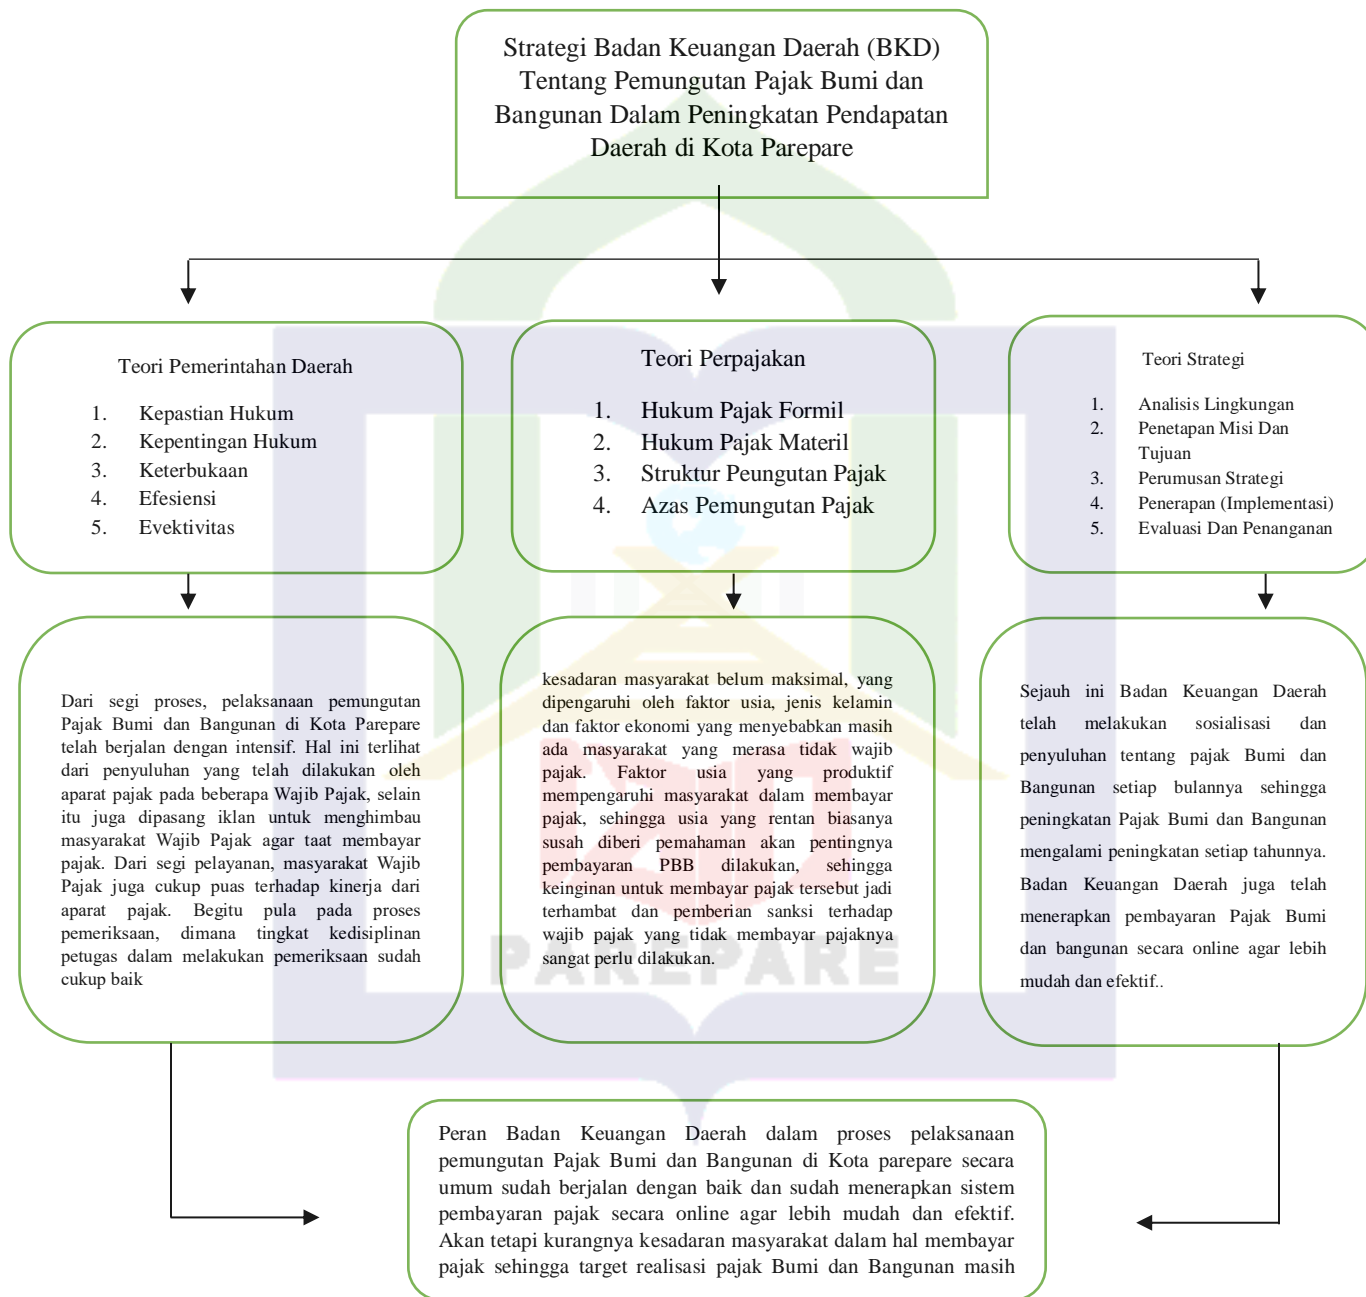 Strategi Badan Keuangan Daerah (BKD)
Tentang Pemungutan Pajak Bumi dan
Bangunan Dalam Peningkatan Pendapatan
Daerah di Kota Parepare
Teori Pemerintahan Daerah
1. Kepastian Hukum
2. Kepentingan Hukum
3. Keterbukaan
4. Efesiensi
5. Evektivitas
Teori Perpajakan
1. Hukum Pajak Formil
2. Hukum Pajak Materil
3. Struktur Peungutan Pajak
4. Azas Pemungutan Pajak
Teori Strategi
1. Analisis Lingkungan
2. Penetapan Misi Dan
Tujuan
3. Perumusan Strategi
4. Penerapan (Implementasi)
5. Evaluasi Dan Penanganan
Dari segi proses, pelaksanaan pemungutan
Pajak Bumi dan Bangunan di Kota Parepare
telah berjalan dengan intensif. Hal ini terlihat
dari penyuluhan yang telah dilakukan oleh
aparat pajak pada beberapa Wajib Pajak, selain
itu juga dipasang iklan untuk menghimbau
masyarakat Wajib Pajak agar taat membayar
pajak. Dari segi pelayanan, masyarakat Wajib
Pajak juga cukup puas terhadap kinerja dari
aparat pajak. Begitu pula pada proses
pemeriksaan, dimana tingkat kedisiplinan
petugas dalam melakukan pemeriksaan sudah
cukup baik
kesadaran masyarakat belum maksimal, yang
dipengaruhi oleh faktor usia, jenis kelamin
dan faktor ekonomi yang menyebabkan masih
ada masyarakat yang merasa tidak wajib
pajak. Faktor usia yang produktif
mempengaruhi masyarakat dalam membayar
pajak, sehingga usia yang rentan biasanya
susah diberi pemahaman akan pentingnya
pembayaran PBB dilakukan, sehingga
keinginan untuk membayar pajak tersebut jadi
terhambat dan pemberian sanksi terhadap
wajib pajak yang tidak membayar pajaknya
sangat perlu dilakukan.
Sejauh ini Badan Keuangan Daerah
telah melakukan sosialisasi dan
penyuluhan tentang pajak Bumi dan
Bangunan setiap bulannya sehingga
peningkatan Pajak Bumi dan Bangunan
mengalami peningkatan setiap tahunnya.
Badan Keuangan Daerah juga telah
menerapkan pembayaran Pajak Bumi
dan bangunan secara online agar lebih
mudah dan efektif..
PAREPARE
Peran Badan Keuangan Daerah dalam proses pelaksanaan
pemungutan Pajak Bumi dan Bangunan di Kota parepare secara
umum sudah berjalan dengan baik dan sudah menerapkan sistem
pembayaran pajak secara online agar lebih mudah dan efektif.
Akan tetapi kurangnya kesadaran masyarakat dalam hal membayar
pajak sehingga target realisasi pajak Bumi dan Bangunan masih